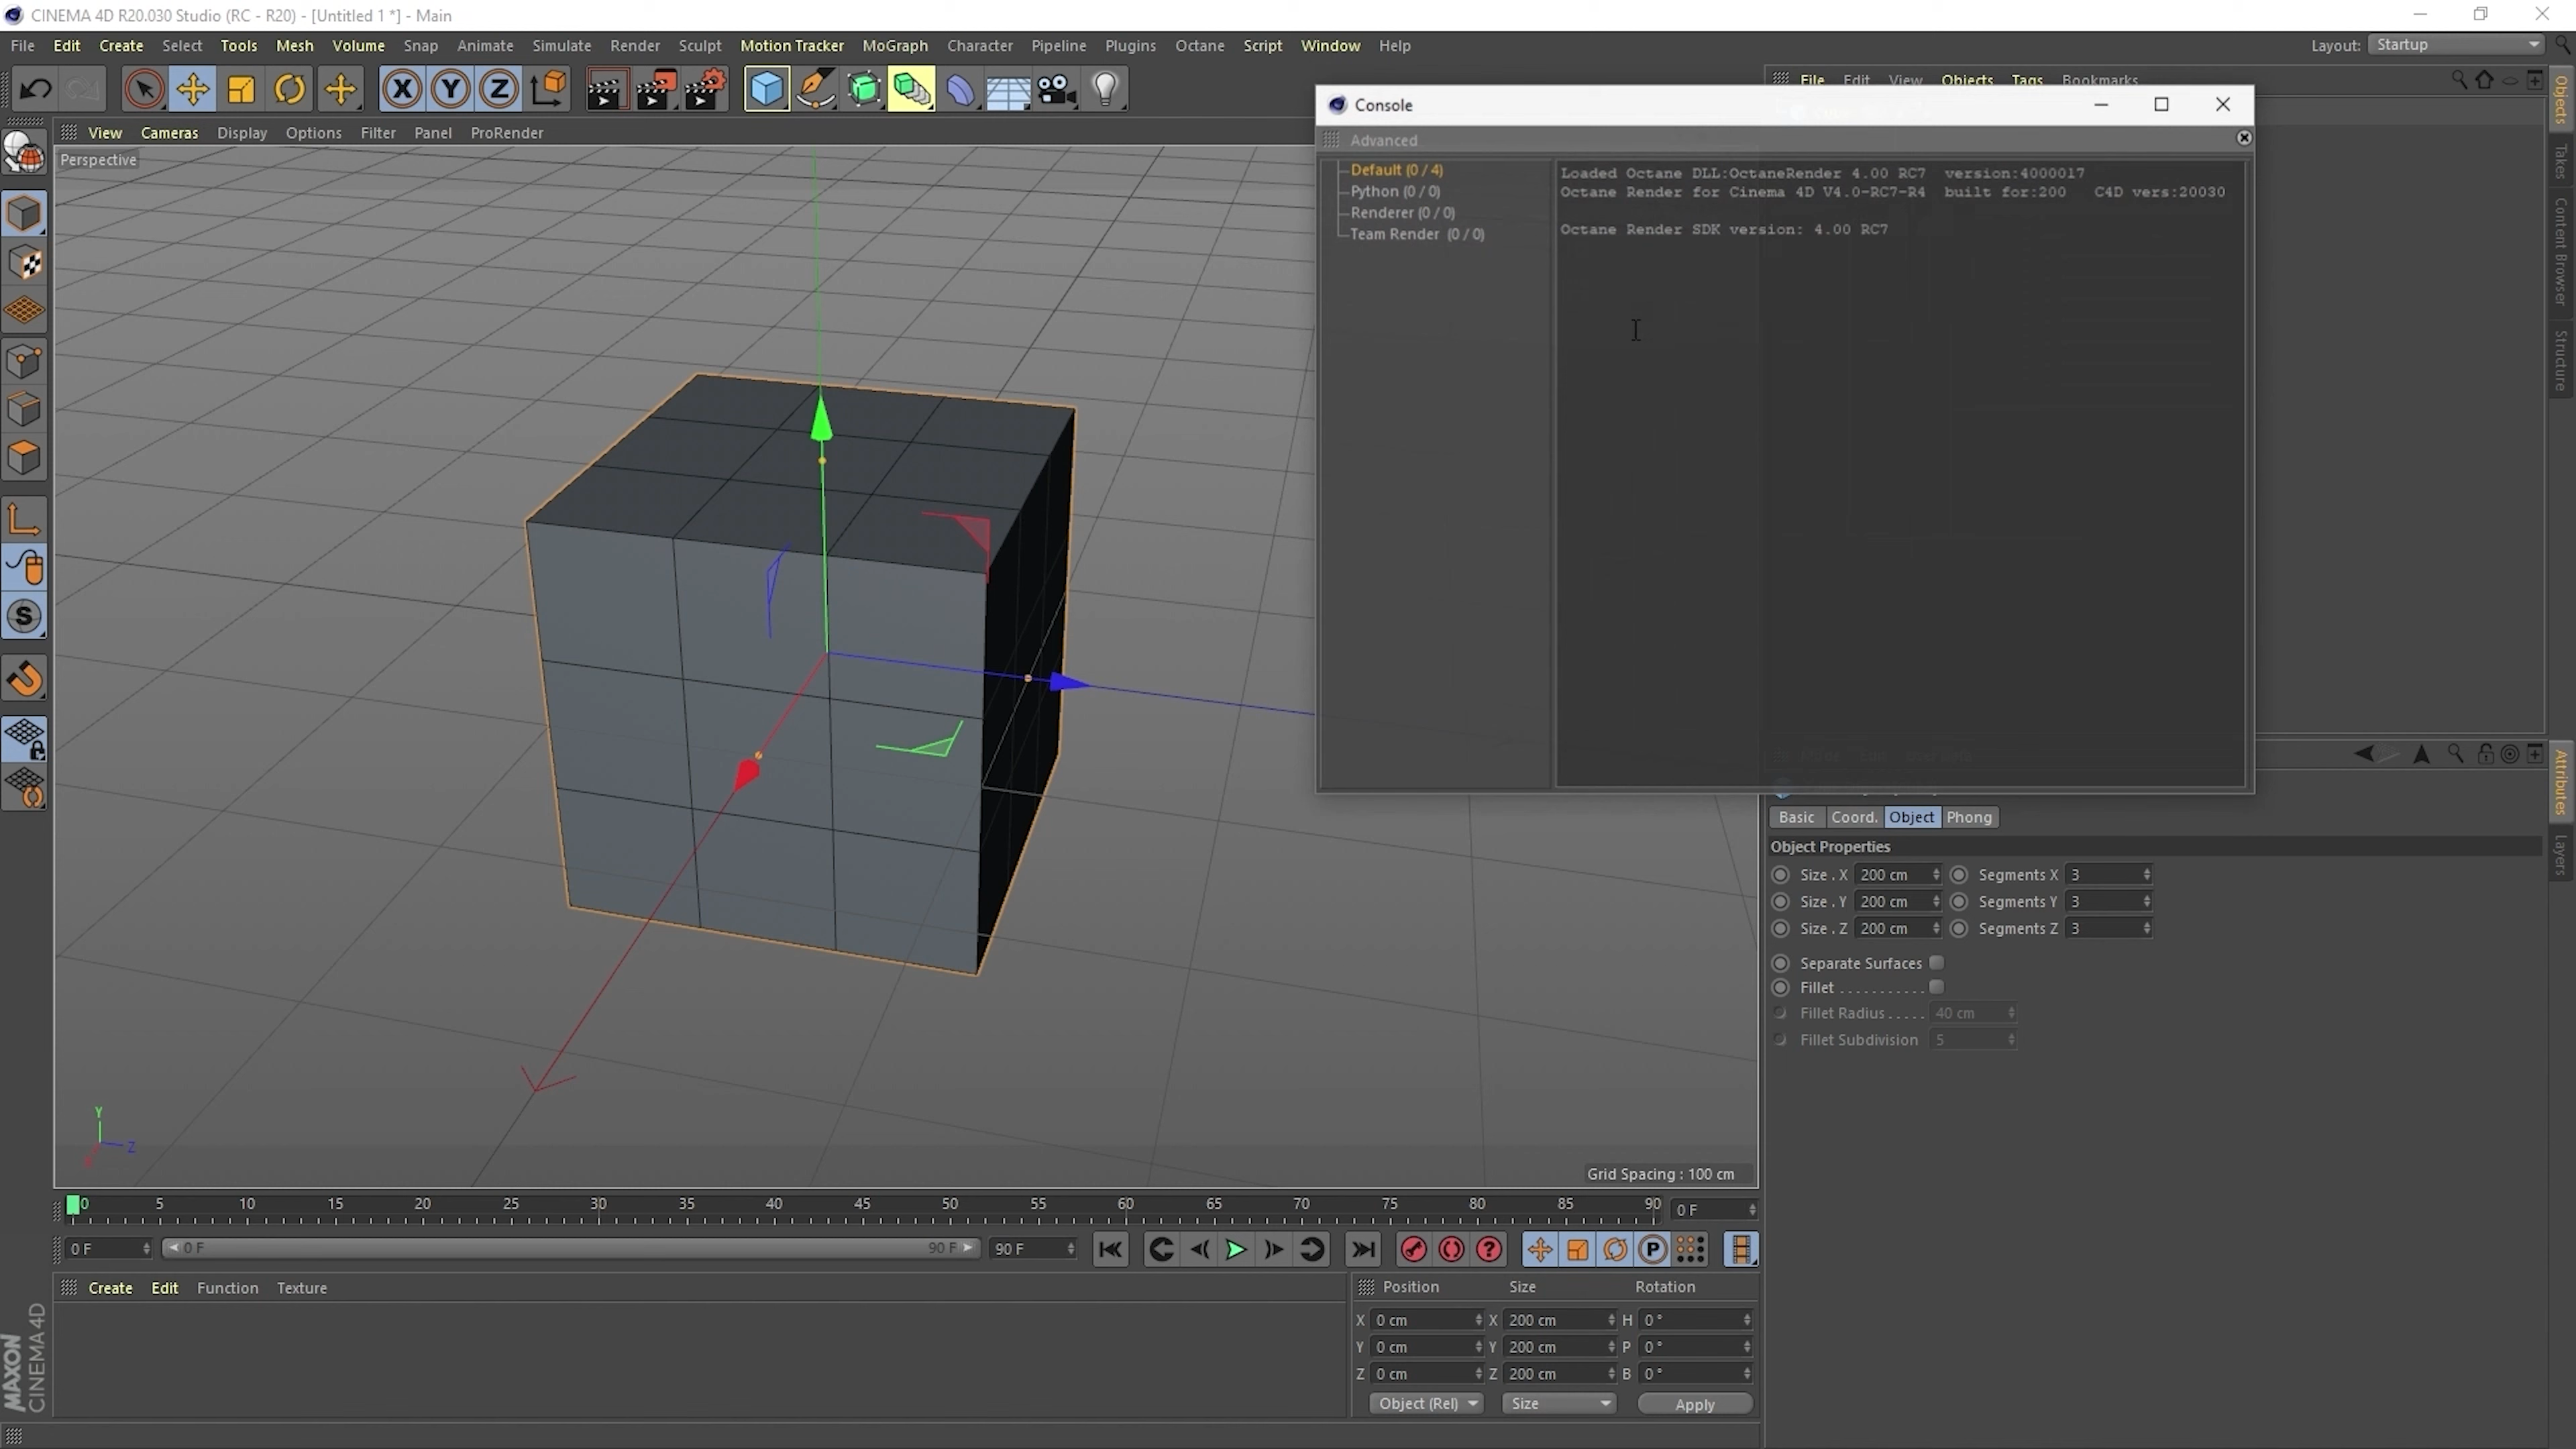 CINEMA 4D R20.030 Studio (RC - R20) - [Untitled 1 *] - Main
File Edit Create Select Tools Mesh Volume Snap Animate Simulate Render Sculpt Motion Tracker MoGraph Character Pipeline Plugins Octane Script Window Help
Layout: Startup
File Edit View Objects Tags Bookmarks
X Y Z
Console
View Cameras Display Options Filter Panel ProRender
Advanced
Perspective
Default (0 / 4)
Python (0 / 0)
Renderer (0 / 0)
Team Render (0 / 0)
Loaded Octane DLL:OctaneRender 4.00 RC7 version:4000017
Octane Render for Cinema 4D V4.0-RC7-R4 built for:200 C4D vers:20030
Octane Render SDK version: 4.00 RC7
Objects
Takes
Content Browser
Structure
S
Attributes
Layers
Basic Coord. Object Phong
Object Properties
Size . X 200 cm Segments X 3
Size . Y 200 cm Segments Y 3
Size . Z 200 cm Segments Z 3
Separate Surfaces
Fillet . . . . . . . . . . .
Fillet Radius . . . . . 40 cm
Fillet Subdivision 5
Y
Z
Grid Spacing : 100 cm
0 5 10 15 20 25 30 35 40 45 50 55 60 65 70 75 80 85 90 0 F
0 F 0 F 90 F 90 F ? P
Create Edit Function Texture
Position Size Rotation
X 0 cm X 200 cm H 0 °
Y 0 cm Y 200 cm P 0 °
Z 0 cm Z 200 cm B 0 °
Object (Rel) Size Apply
MAXON
CINEMA 4D